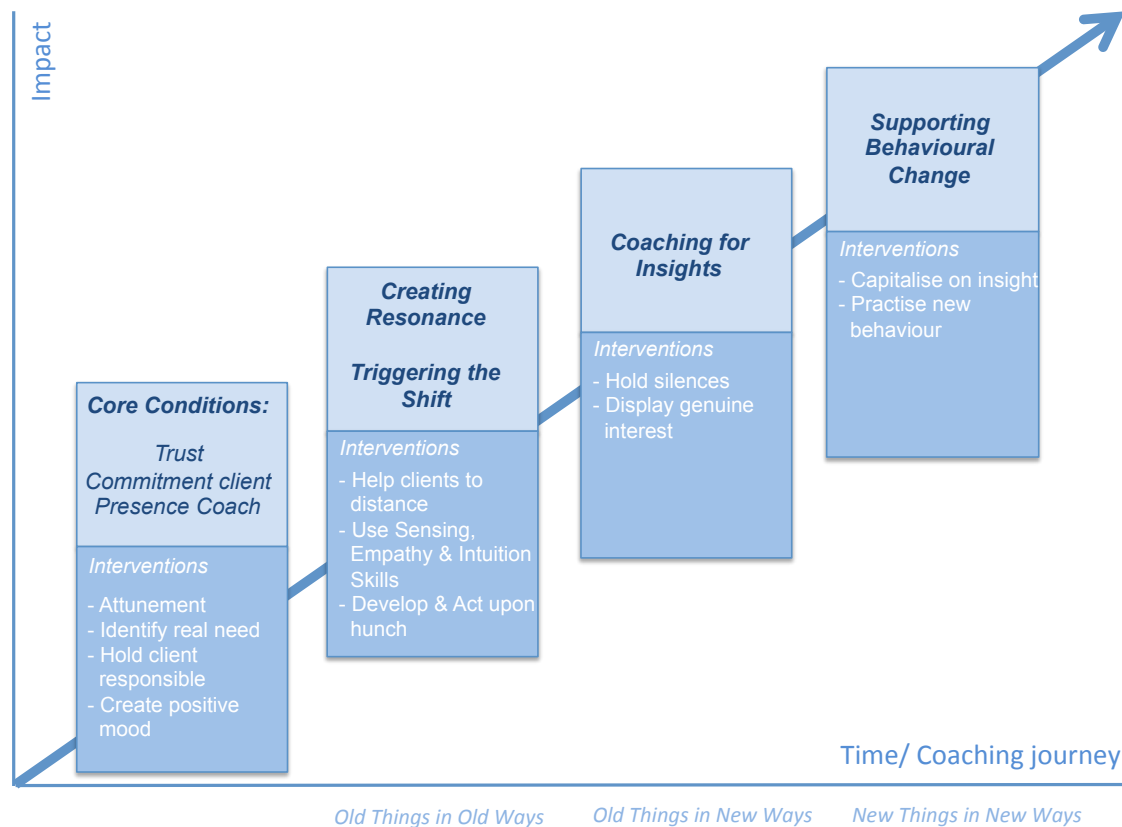 Impact
Core Conditions:
Trust
Commitment client
Presence Coach
Interventions
- Attunement
- Identify real need
- Hold client
responsible
- Create positive
mood
Creating
Resonance
Triggering the
Shift
Interventions
- Help clients to
distance
- Use Sensing,
Empathy & Intuition
Skills
- Develop & Act upon
hunch
Coaching for
Insights
Interventions
- Hold silences
- Display genuine
interest
Supporting
Behavioural
Change
Interventions
- Capitalise on insight
- Practise new
behaviour
Time/ Coaching journey
Old Things in Old Ways
Old Things in New Ways
New Things in New Ways